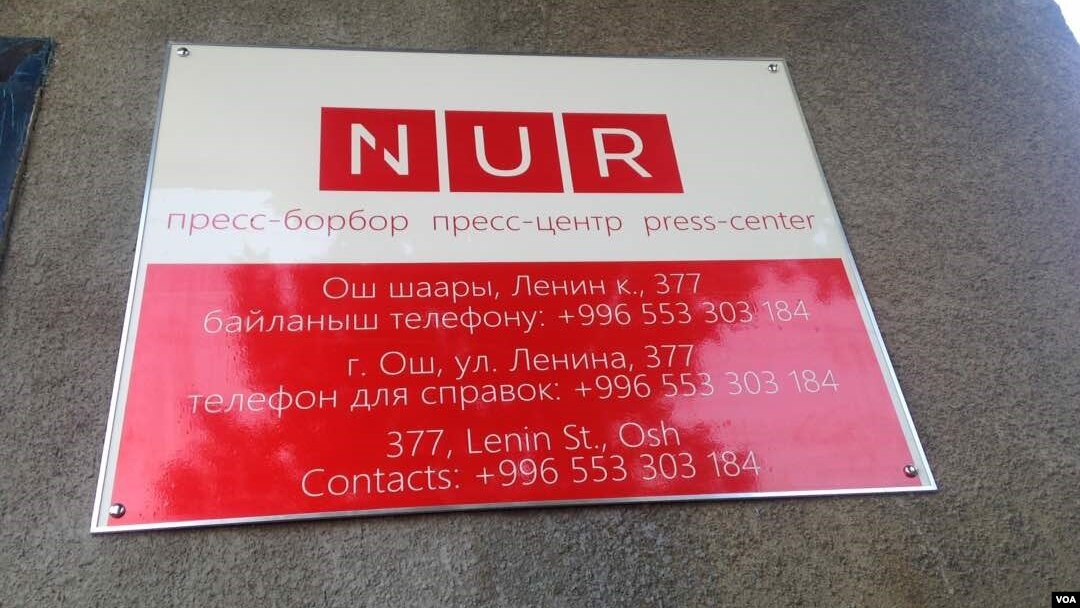 NUR
пресс-борбор пресс-центр press-center
Ош шаары, Ленин к., 377
байланыш телефону: +996 553 303 184
г. Ош, ул. Ленина, 377
телефон для справок: +996 553 303 184
377, Lenin St., Osh
Contacts: +996 553 303 184
VOA